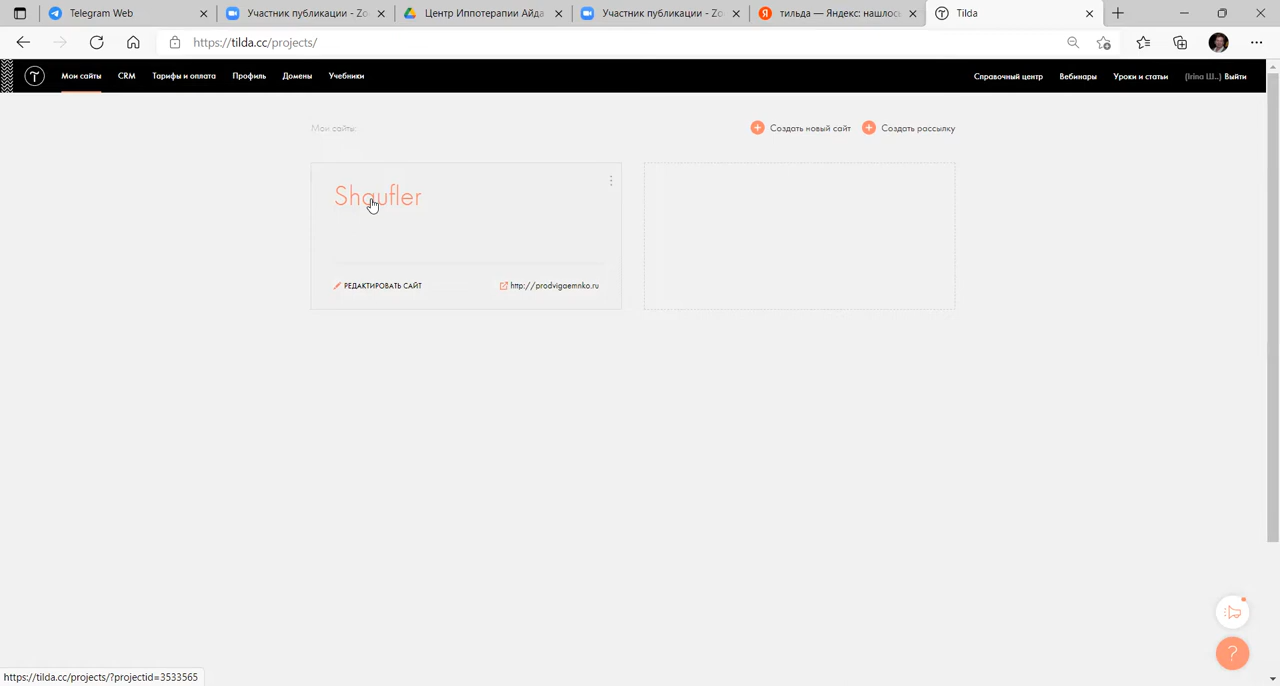 Telegram Web
Участник публикации - Zo
Центр Иппотерапии Айда
Участник публикации - Zo
тильда — Яндекс: нашлось
Tilda
https://tilda.cc/projects/
Мои сайты CRM Тарифы и оплата Профиль Домены Учебники
Справочный центр Вебинары Уроки и статьи (Irina Ш..) Выйти
Мои сайты:
Создать новый сайт Создать рассылку
Shaufler
РЕДАКТИРОВАТЬ САЙТ http://prodvigaemnko.ru
?
https://tilda.cc/projects/?projectid=3533565